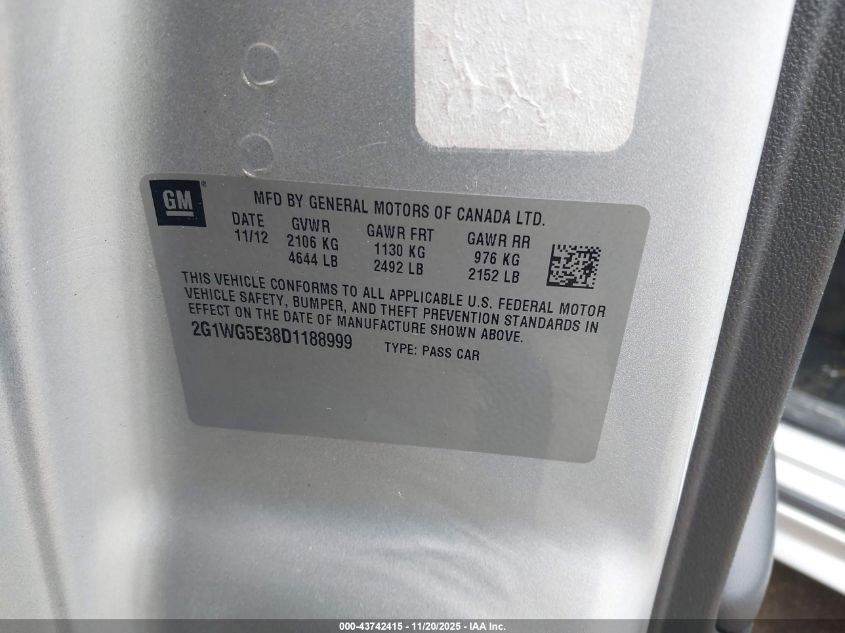 GM ®
MFD BY GENERAL MOTORS OF CANADA LTD.
DATE GVWR GAWR FRT GAWR RR
11/12 2106 KG 1130 KG 976 KG
4644 LB 2492 LB 2152 LB
THIS VEHICLE CONFORMS TO ALL APPLICABLE U.S. FEDERAL MOTOR
VEHICLE SAFETY, BUMPER, AND THEFT PREVENTION STANDARDS IN
EFFECT ON THE DATE OF MANUFACTURE SHOWN ABOVE.
2G1WG5E38D1188999 TYPE: PASS CAR
000-43742415 - 11/20/2025 - IAA Inc.